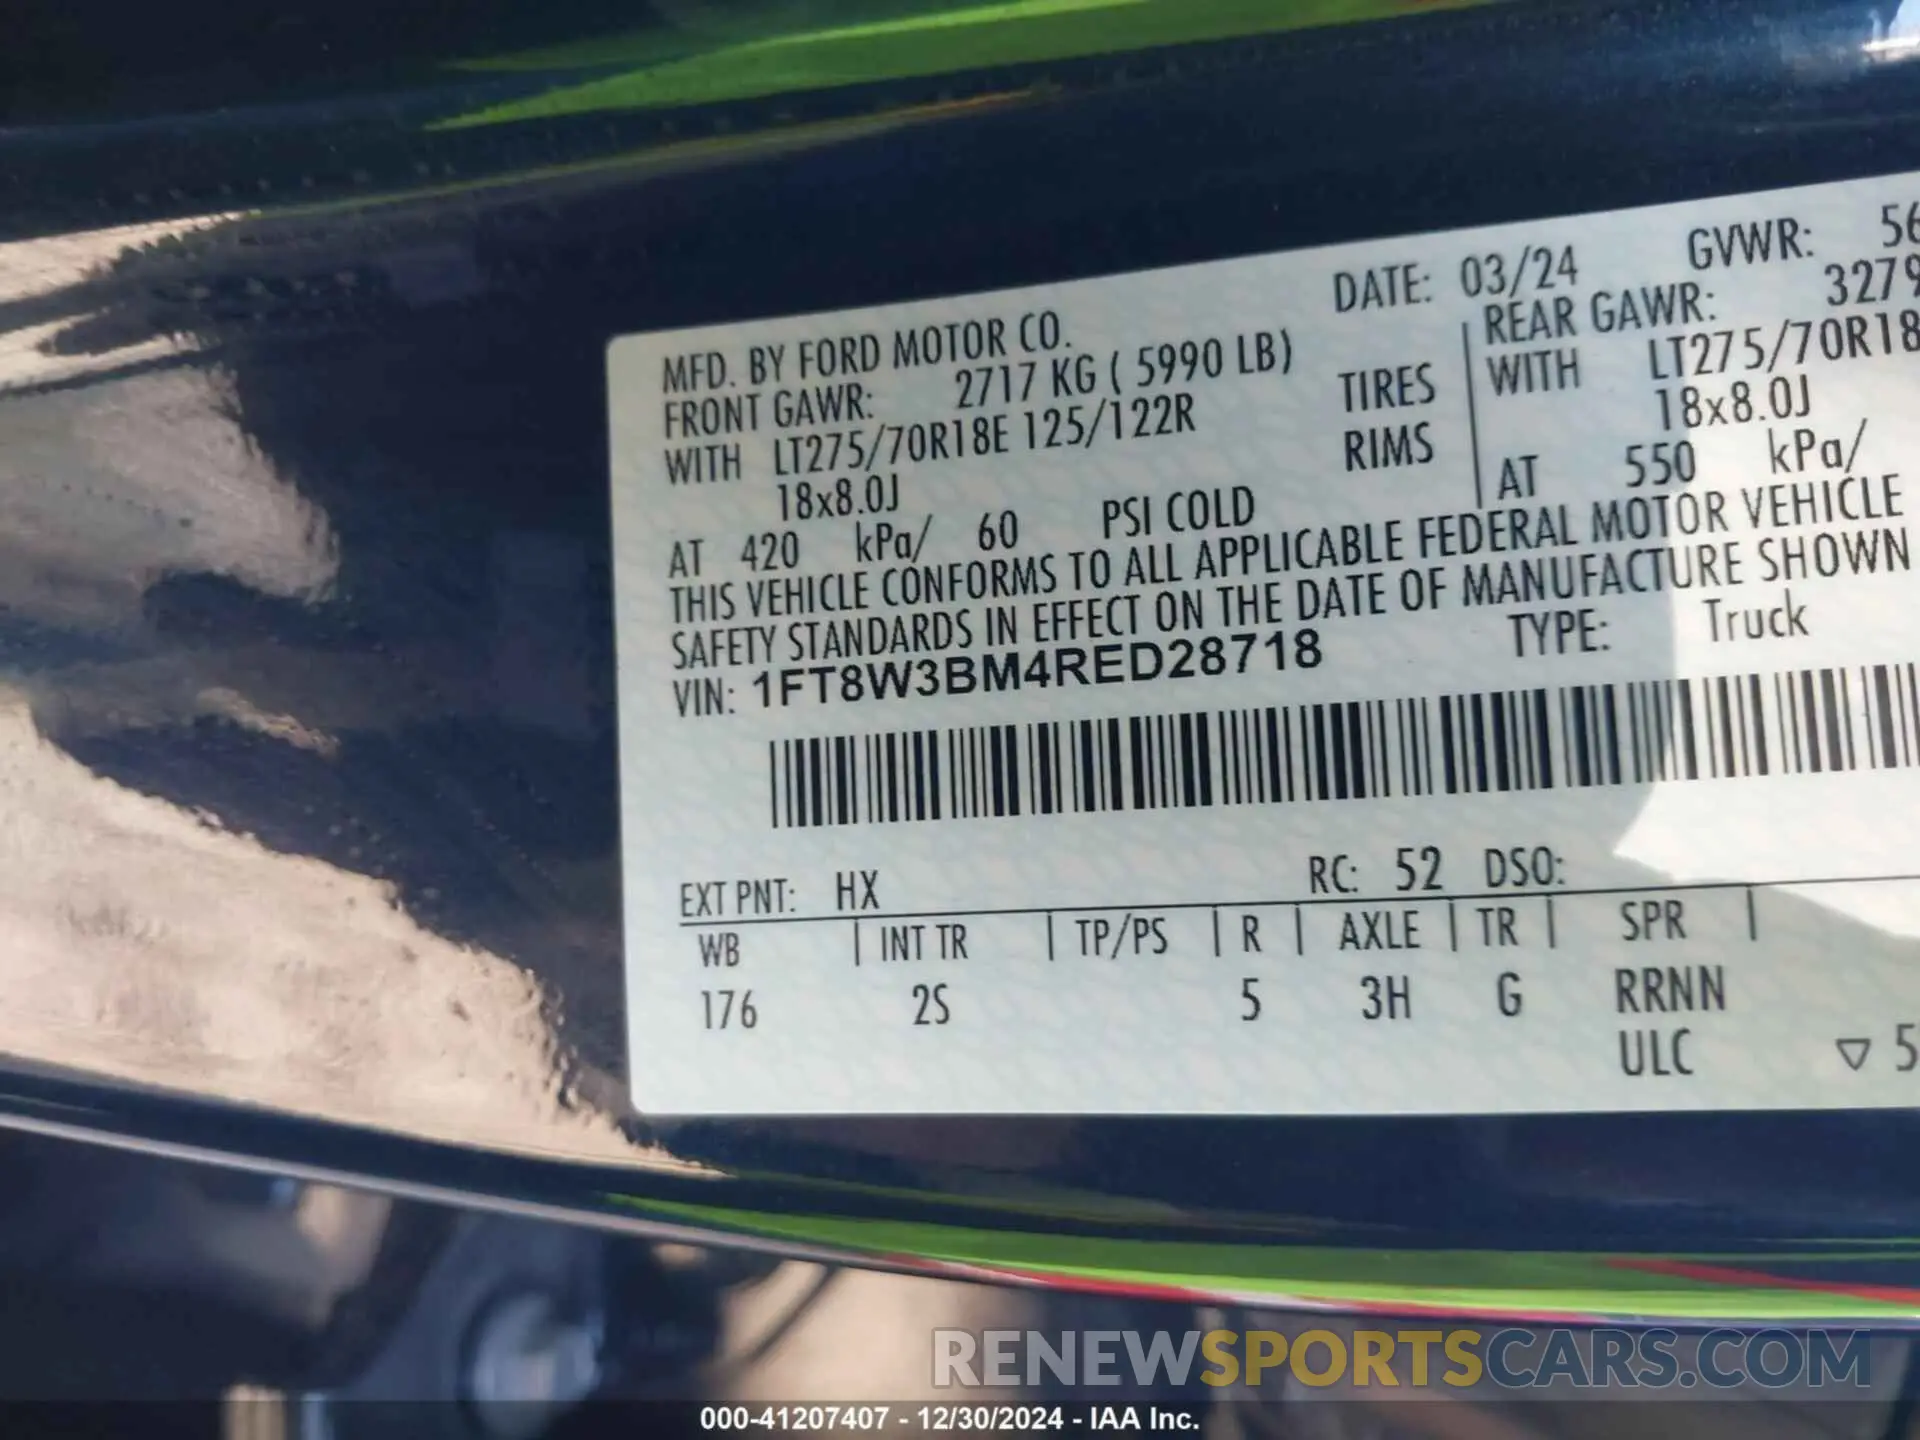 MFD. BY FORD MOTOR CO.
DATE: 03/24
GVWR: 56
FRONT GAWR: 2717 KG ( 5990 LB)
REAR GAWR: 3279
WITH LT275/70R18E 125/122R
TIRES
WITH LT275/70R18
18x8.0J
RIMS
18x8.0J
AT 420 kPa/ 60 PSI COLD
AT 550 kPa/
THIS VEHICLE CONFORMS TO ALL APPLICABLE FEDERAL MOTOR VEHICLE
SAFETY STANDARDS IN EFFECT ON THE DATE OF MANUFACTURE SHOWN
VIN: 1FT8W3BM4RED28718
TYPE: Truck
EXT PNT: HX
RC: 52 DSO:
WB | INT TR | TP/PS | R | AXLE | TR | SPR |
176 2S 5 3H G RRNN
ULC ▽ 5
RENEWSPORTSCARS.COM
000-41207407 - 12/30/2024 - IAA Inc.